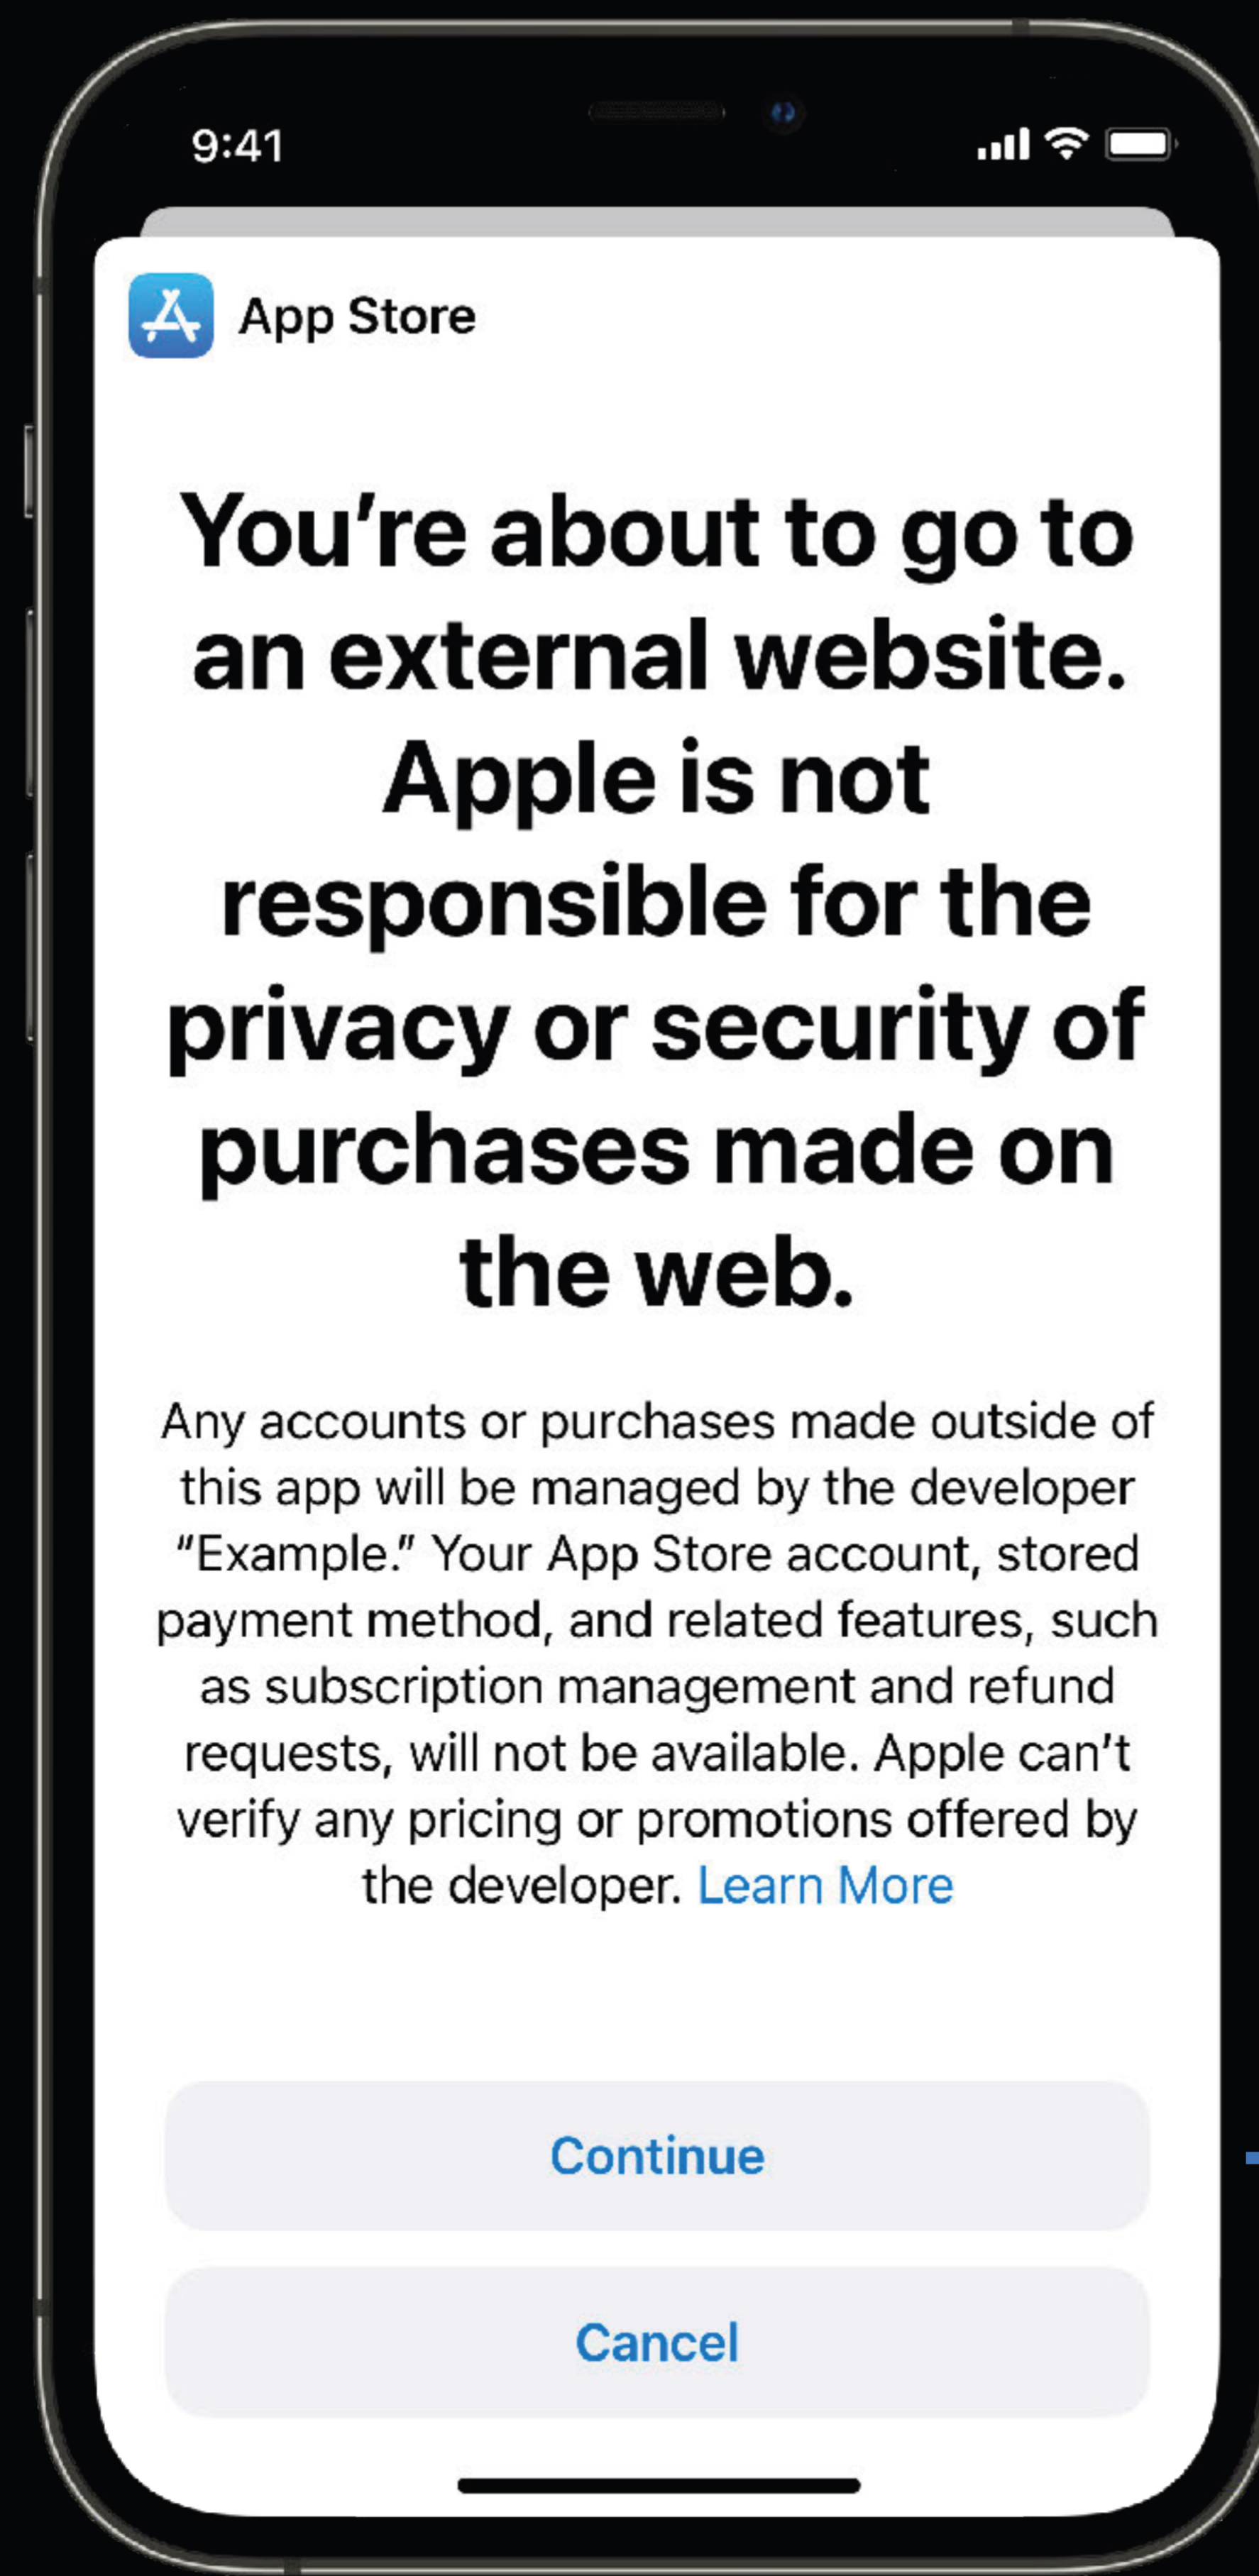 9:41
App Store
You’re about to go to
an external website.
Apple is not
responsible for the
privacy or security of
purchases made on
the web.
Any accounts or purchases made outside of
this app will be managed by the developer
“Example.” Your App Store account, stored
payment method, and related features, such
as subscription management and refund
requests, will not be available. Apple can’t
verify any pricing or promotions offered by
the developer. Learn More
Continue
Cancel